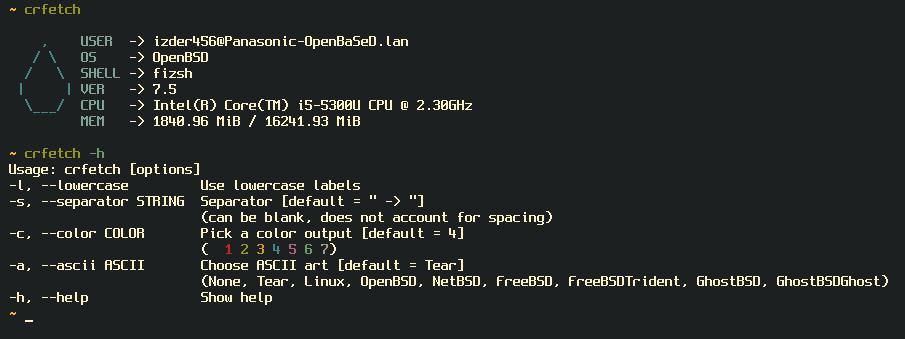 ~ crfetch
    ,    USER  -> izder456@Panasonic-OpenBaSeD.lan
   / \   OS    -> OpenBSD
  /   \  SHELL -> fizsh
 |     | VER   -> 7.5
  \___/  CPU   -> Intel(R) Core(TM) i5-5300U CPU @ 2.30GHz
         MEM   -> 1840.96 MiB / 16241.93 MiB
~ crfetch -h
Usage: crfetch [options]
-l, --lowercase         Use lowercase labels
-s, --separator STRING  Separator [default = " -> "]
                        (can be blank, does not account for spacing)
-c, --color COLOR       Pick a color output [default = 4]
                        (  1 2 3 4 5 6 7)
-a, --ascii ASCII       Choose ASCII art [default = Tear]
                        (None, Tear, Linux, OpenBSD, NetBSD, FreeBSD, FreeBSDTrident, GhostBSD, GhostBSDGhost)
-h, --help              Show help
~ _